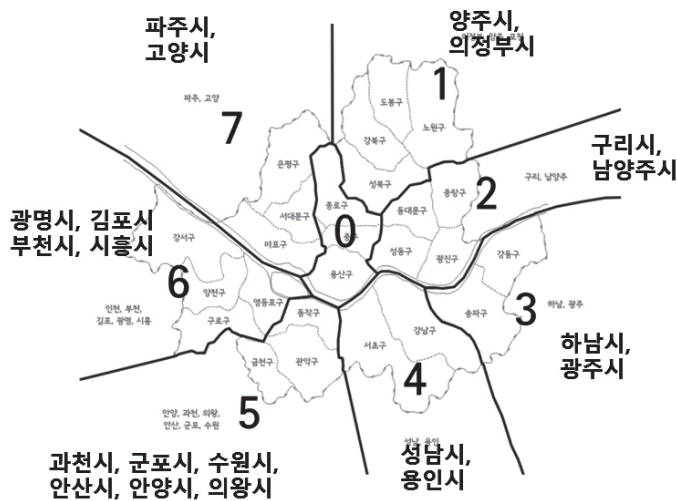 파주시,
고양시
양주시,
의정부시
1
도봉구
노원구
강북구
파주, 고양
7
은평구
성북구
구리시,
남양주시
구리, 남양주
2
중랑구
동대문구
종로구
서대문구
0
마포구
성동구
광진구
광명시, 김포시
부천시, 시흥시
강서구
6
양천구
영등포구
용산구
강동구
인천, 부천,
김포, 광명, 시흥
구로구
동작구
3
하남, 광주
송파구
강남구
서초구
금천구
관악구
하남시,
광주시
4
5
안양, 과천, 의왕,
안산, 군포, 수원
성남, 용인
성남시,
용인시
과천시, 군포시, 수원시,
안산시, 안양시, 의왕시